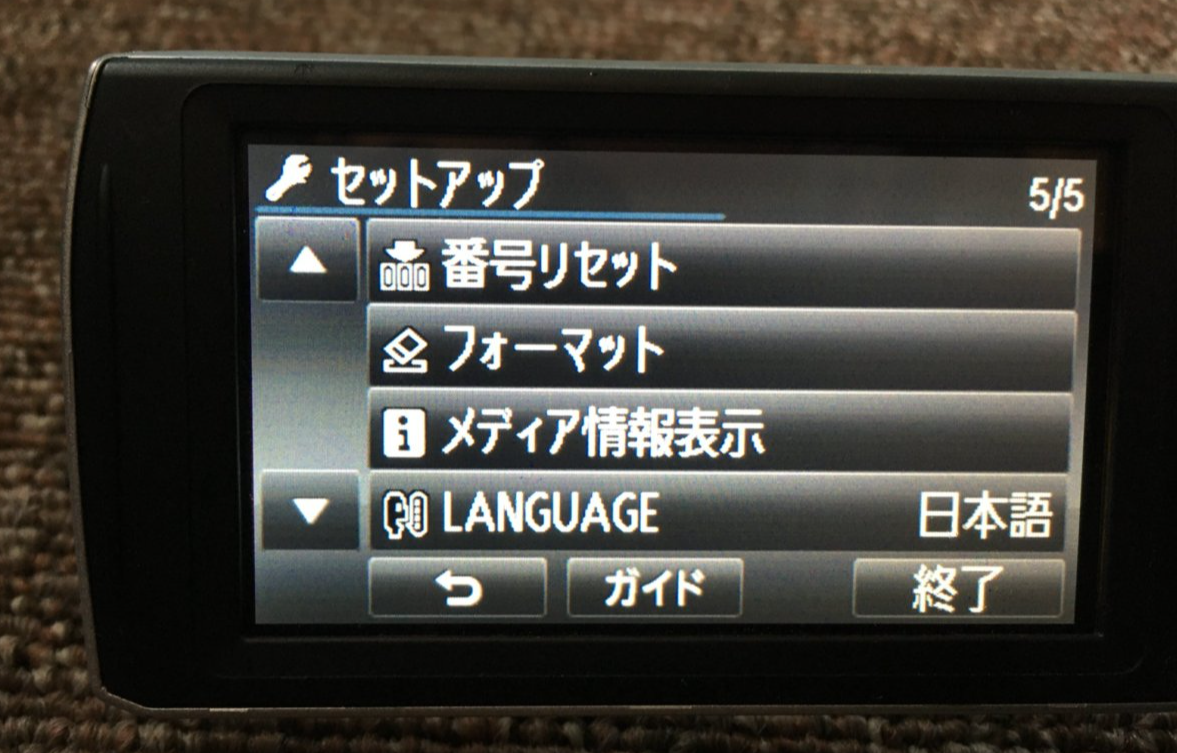 セットアップ 5/5
000 番号リセット
フォーマット
i メディア情報表示
LANGUAGE 日本語
ガイド 終了